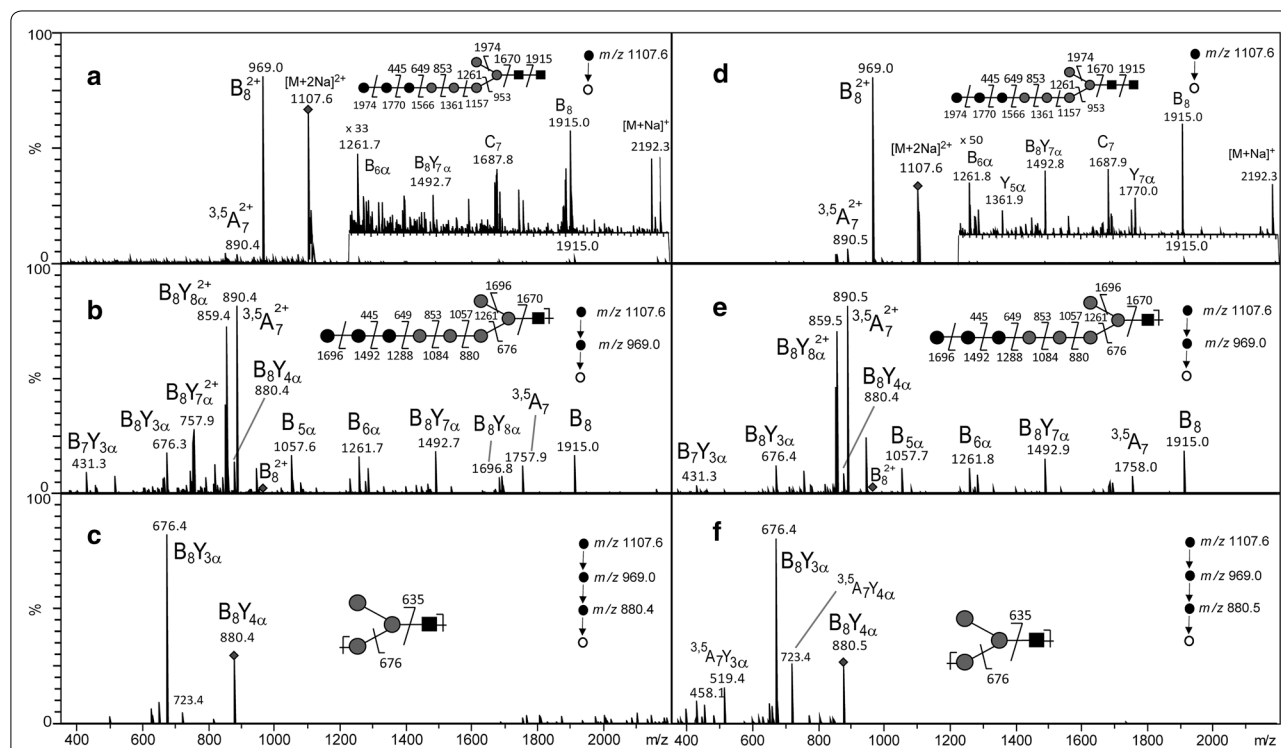 100
%
0
a
B8 2+
969.0
[M+2Na]2+
1107.6
3,5A7 2+
890.4
1974
445 649 853 1261 1670 1915
1974 1770 1566 1361 1157 953
m/z 1107.6
x 33
1261.7
B6α
B8Y7α
1492.7
C7
1687.8
B8
1915.0
[M+Na]+
2192.3
1915.0
d
B8 2+
969.0
[M+2Na]2+
1107.6
3,5A7 2+
890.5
1974
445 649 853 1261 1670 1915
1974 1770 1566 1361 1157 953
m/z 1107.6
x 50
B6α
1261.8
Y5α
1361.9
B8Y7α
1492.8
C7
1687.9
Y7α
1770.0
B8
1915.0
[M+Na]+
2192.3
1915.0
100
%
0
b
B7Y3α
431.3
B8Y3α
676.3
B8Y7α 2+
757.9
B8Y8α 2+
859.4
890.4
3,5A7 2+
B8Y4α
880.4
B8 2+
B5α
1057.6
B6α
1261.7
B8Y7α
1492.7
B8Y8α
1696.8
3,5A7
1757.9
B8
1915.0
1696
445 649 853 1057 1261 1670
1696 1492 1288 1084 880 676
m/z 1107.6
m/z 969.0
e
431.3
B8Y3α
676.4
859.5
B8Y8α 2+
890.5
3,5A7 2+
B8Y4α
880.4
B8 2+
B5α
1057.7
B6α
1261.8
B8Y7α
1492.9
3,5A7
1758.0
B8
1915.0
1696
445 649 853 1057 1261 1670
1696 1492 1288 1084 880 676
m/z 1107.6
m/z 969.0
100
%
0
c
676.4
B8Y3α
723.4
B8Y4α
880.4
635
676
m/z 1107.6
m/z 969.0
m/z 880.4
f
676.4
B8Y3α
3,5A7Y4α
723.4
B8Y4α
880.5
3,5A7Y3α
519.4
458.1
635
676
m/z 1107.6
m/z 969.0
m/z 880.5
400 800 1200 1600 2000 m/z 400 800 1200 1600 2000 m/z